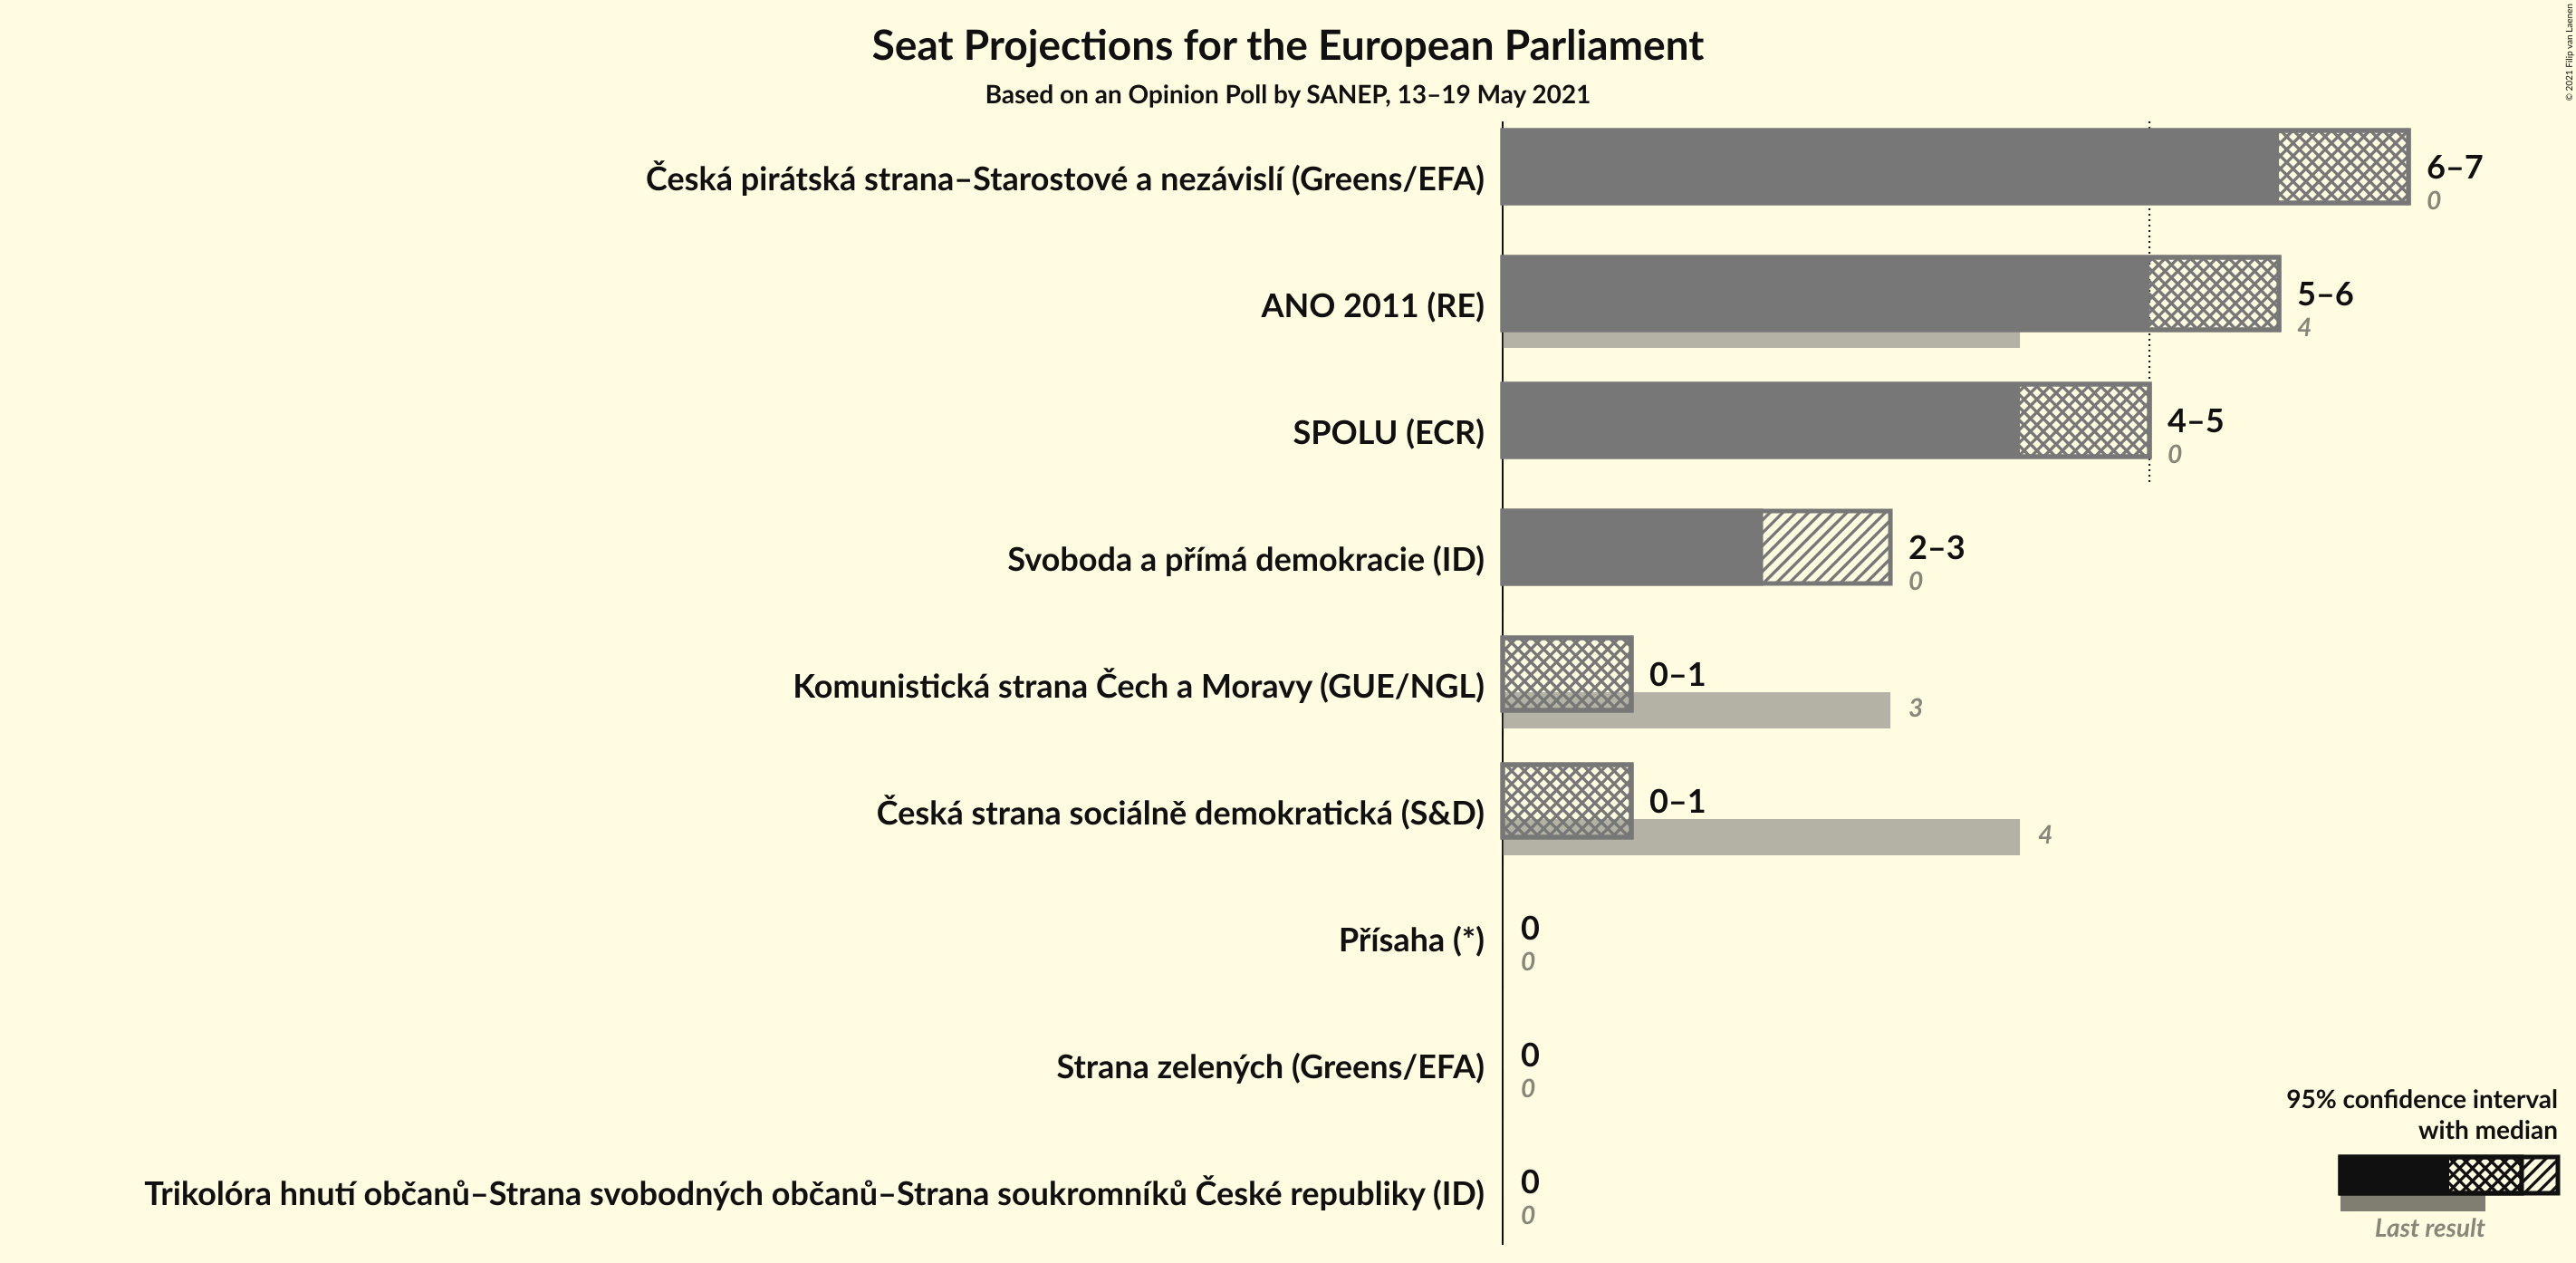 Seat Projections for the European Parliament
Based on an Opinion Poll by SANEP, 13–19 May 2021
© 2021 Filip van Laenen
Česká pirátská strana–Starostové a nezávislí (Greens/EFA)
6–7
0
ANO 2011 (RE)
5–6
4
SPOLU (ECR)
4–5
0
Svoboda a přímá demokracie (ID)
2–3
0
Komunistická strana Čech a Moravy (GUE/NGL)
0–1
3
Česká strana sociálně demokratická (S&D)
0–1
4
Přísaha (*)
0
0
Strana zelených (Greens/EFA)
0
0
Trikolóra hnutí občanů–Strana svobodných občanů–Strana soukromníků České republiky (ID)
0
0
95% confidence interval
with median
Last result